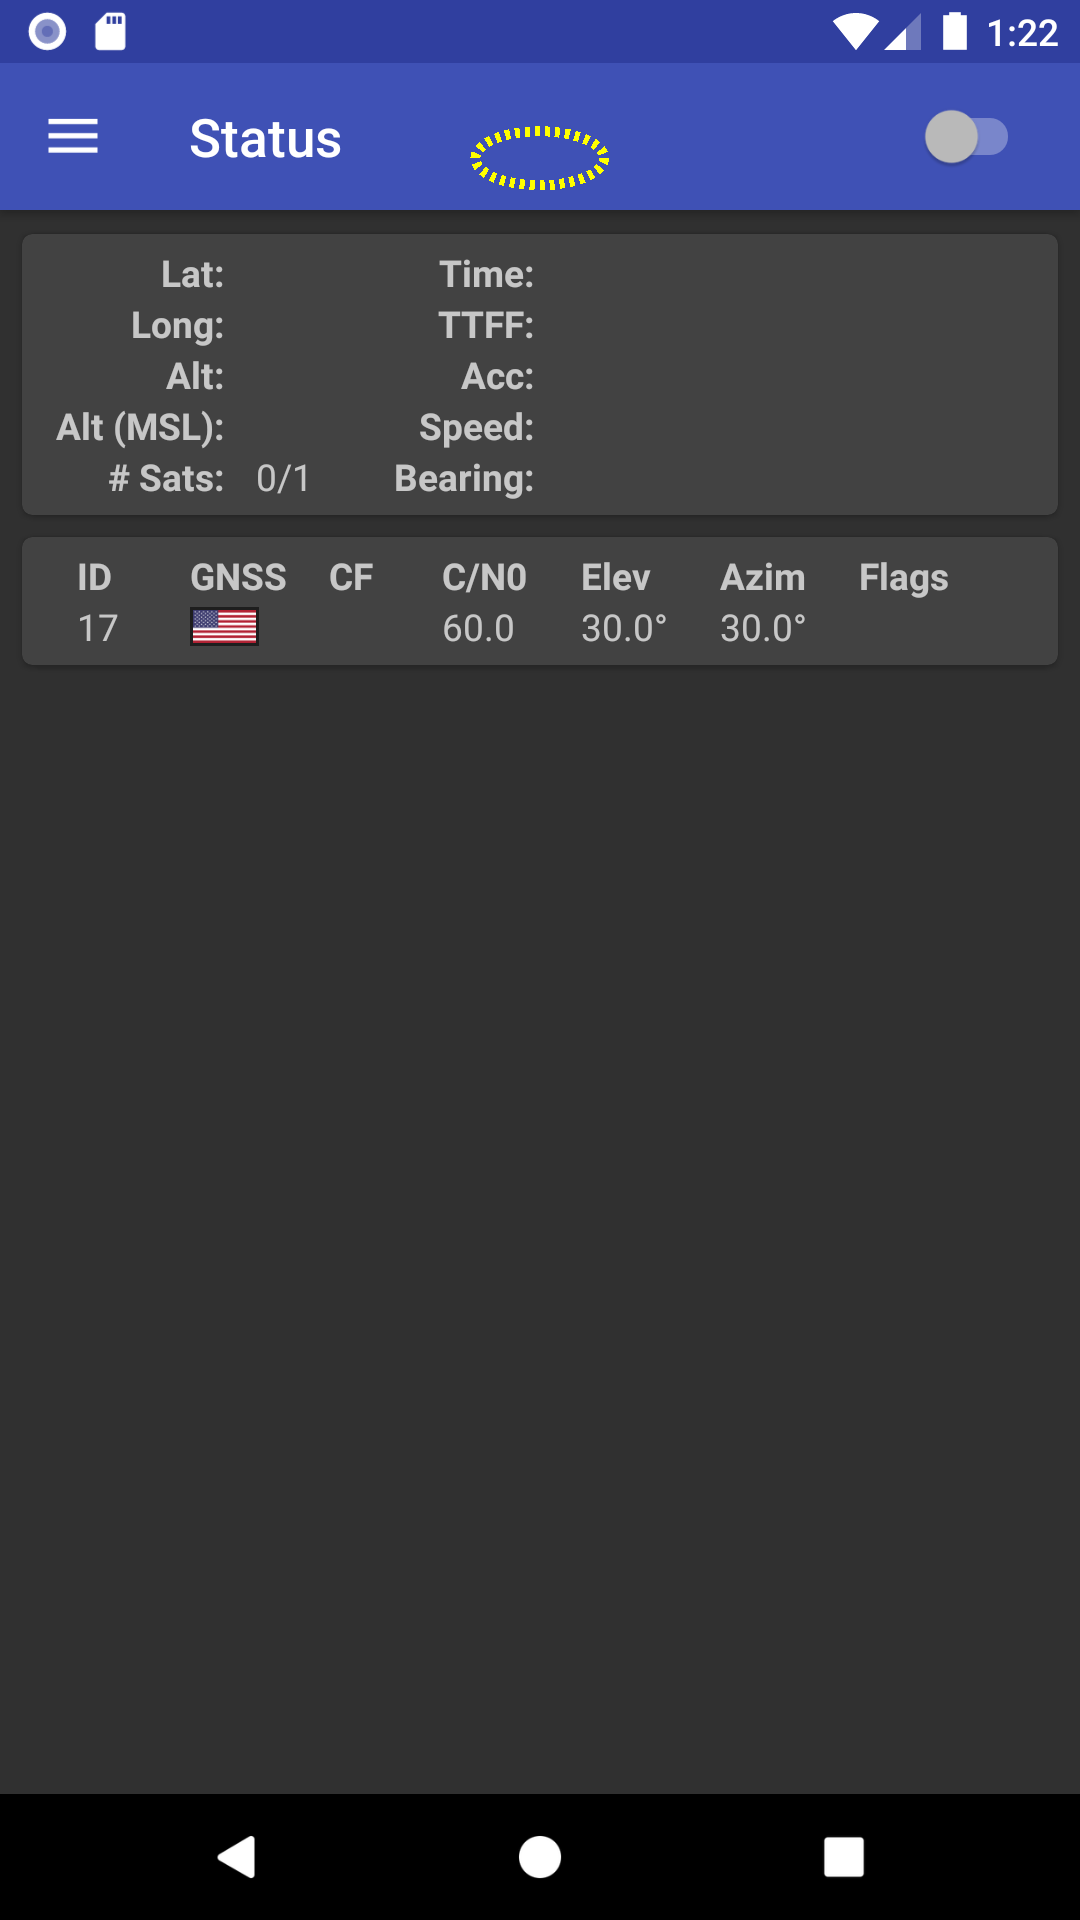 1:22
Status
Lat: Time:
Long: TTFF:
Alt: Acc:
Alt (MSL): Speed:
# Sats: 0/1 Bearing:
ID GNSS CF C/N0 Elev Azim Flags
17 60.0 30.0° 30.0°